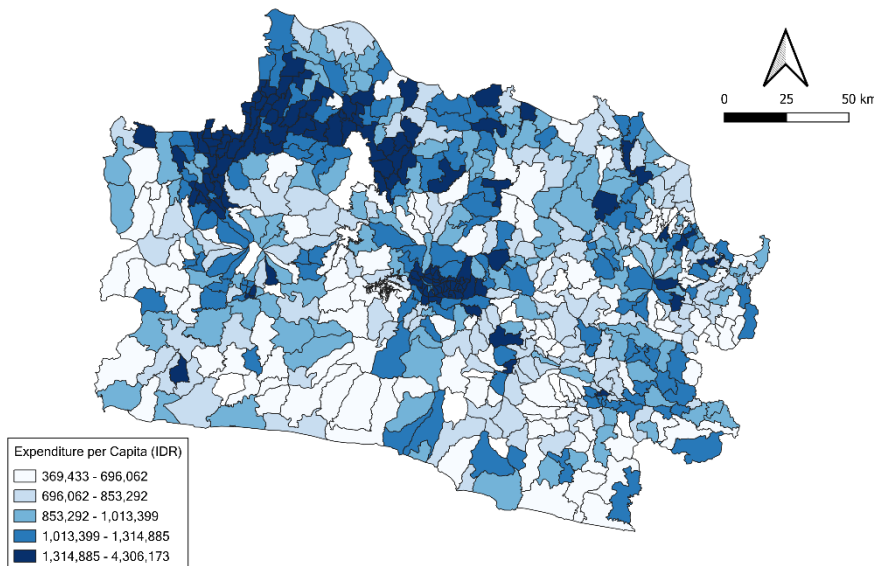 0 25 50 km
Expenditure per Capita (IDR)
369,433 - 696,062
696,062 - 853,292
853,292 - 1,013,399
1,013,399 - 1,314,885
1,314,885 - 4,306,173